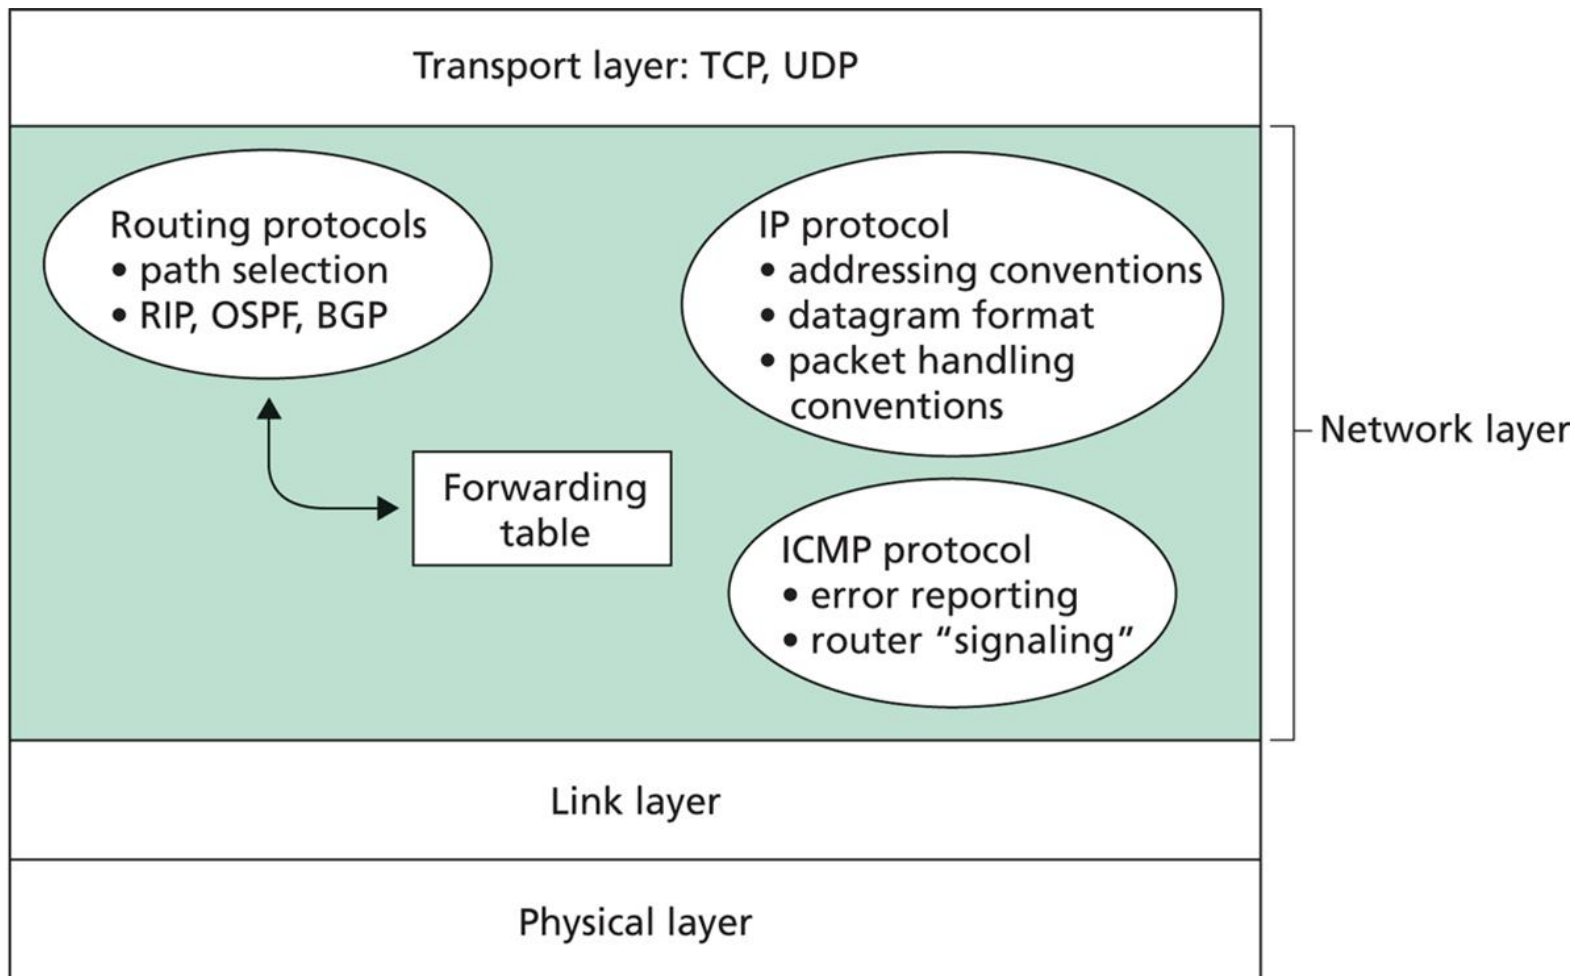 Transport layer: TCP, UDP
Routing protocols
• path selection
• RIP, OSPF, BGP
IP protocol
• addressing conventions
• datagram format
• packet handling
conventions
Network layer
Forwarding
table
ICMP protocol
• error reporting
• router “signaling”
Link layer
Physical layer